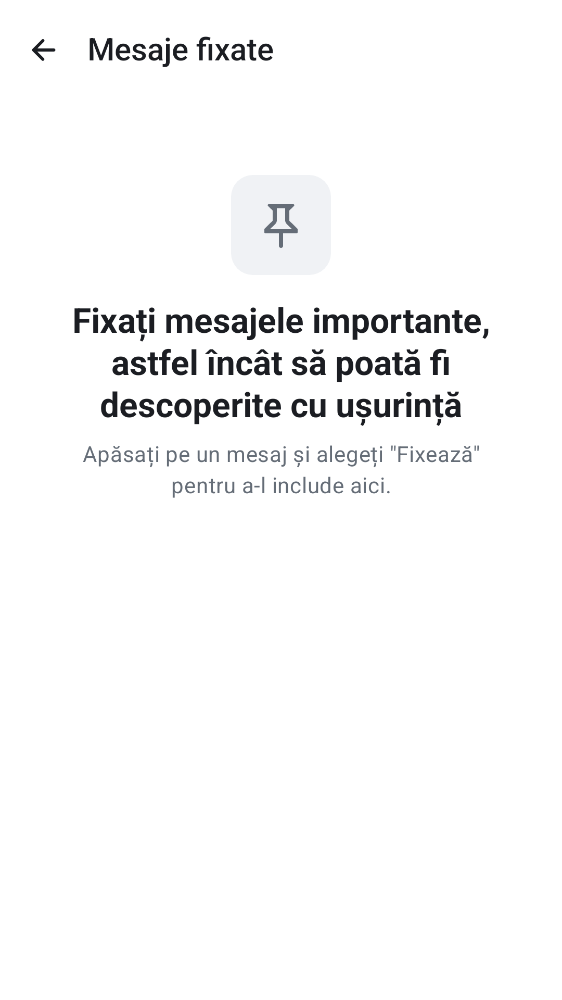 Mesaje fixate
Fixați mesajele importante,
astfel încât să poată fi
descoperite cu ușurință
Apăsați pe un mesaj și alegeți "Fixează"
pentru a-l include aici.